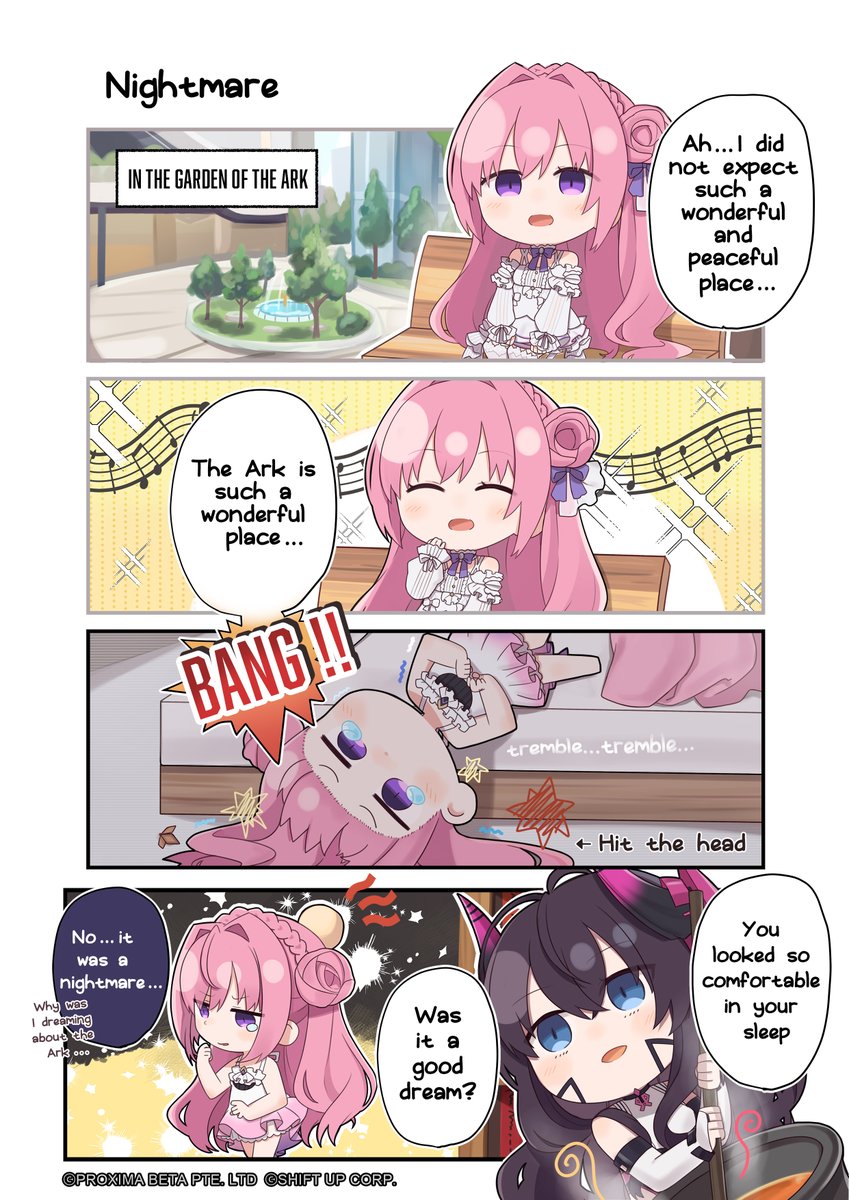 Nightmare
IN THE GARDEN OF THE ARK
Ah...I did
not expect
such a
wonderful
and
peaceful
place...
The Ark is
such a
wonderful
place...
BANG!!
tremble...tremble...
← Hit the head
You
looked so
comfortable
in your
sleep
Was
it a
good
dream?
No...it
was a
nightmare...
Why was
I dreaming
about the
Ark ...
©PROXIMA BETA PTE. LTD ©SHIFT UP CORP.